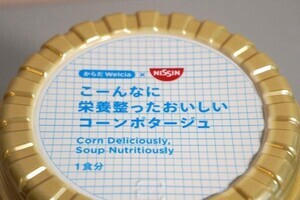 からだWelcia × NISSIN
こーんなに
栄養整ったおいしい
コーンポタージュ
Corn Deliciously,
Soup Nutritiously
1食分